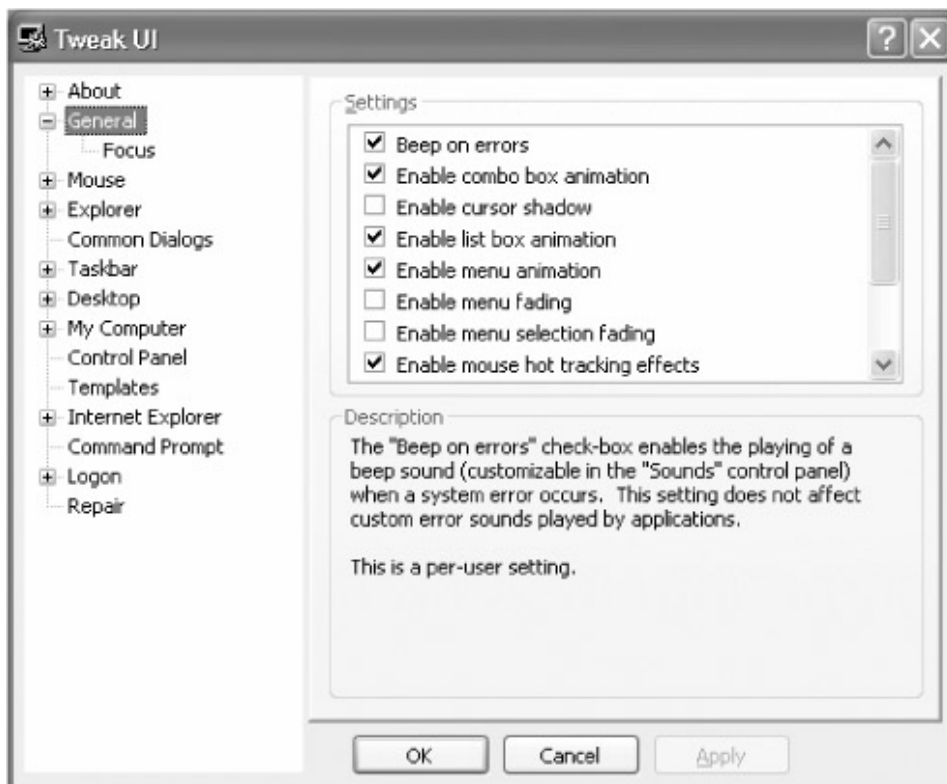 Tweak UI
About
General
Focus
Mouse
Explorer
Common Dialogs
Taskbar
Desktop
My Computer
Control Panel
Templates
Internet Explorer
Command Prompt
Logon
Repair
Settings
Beep on errors
Enable combo box animation
Enable cursor shadow
Enable list box animation
Enable menu animation
Enable menu fading
Enable menu selection fading
Enable mouse hot tracking effects
Description
The "Beep on errors" check-box enables the playing of a
beep sound (customizable in the "Sounds" control panel)
when a system error occurs. This setting does not affect
custom error sounds played by applications.
This is a per-user setting.
OK
Cancel
Apply